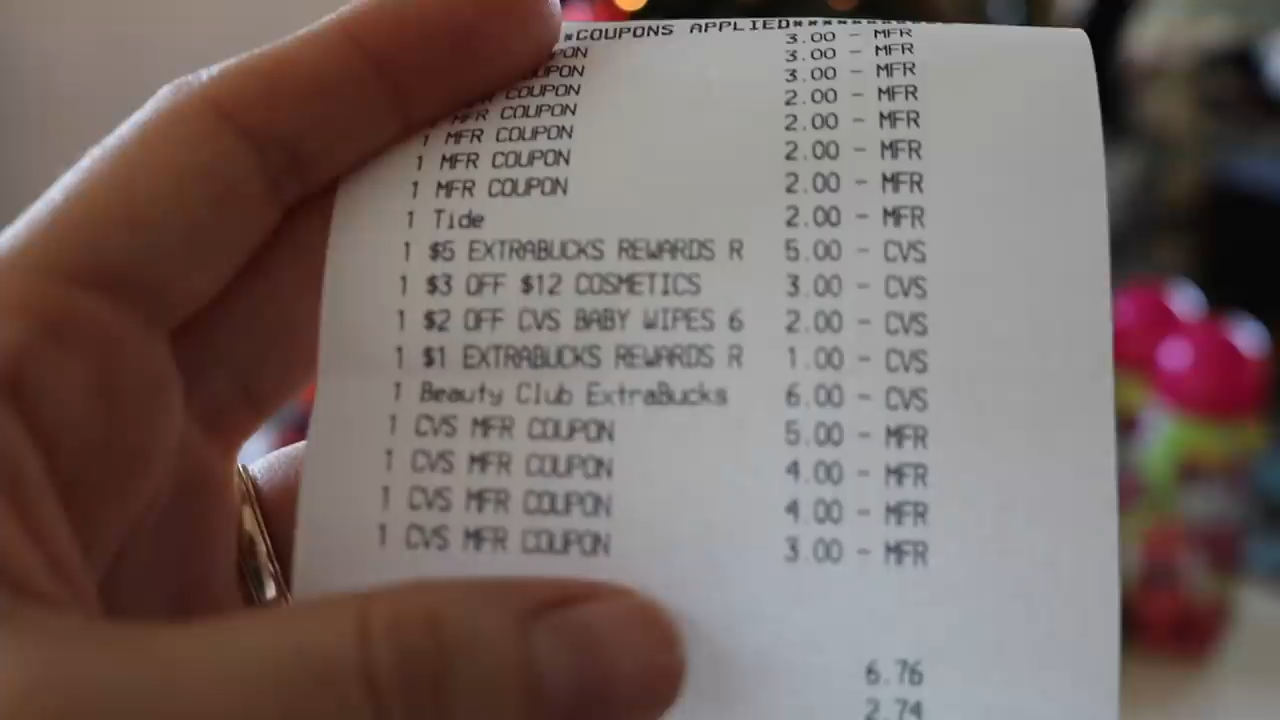 *COUPONS APPLIED**********
3.00 - MFR
3.00 - MFR
COUPON 3.00 - MFR
COUPON 2.00 - MFR
MFR COUPON 2.00 - MFR
1 MFR COUPON 2.00 - MFR
1 MFR COUPON 2.00 - MFR
1 MFR COUPON
1 Tide 2.00 - MFR
1 $5 EXTRABUCKS REWARDS R 5.00 - CVS
1 $3 OFF $12 COSMETICS 3.00 - CVS
1 $2 OFF CVS BABY WIPES 6 2.00 - CVS
1 $1 EXTRABUCKS REWARDS R 1.00 - CVS
1 Beauty Club ExtraBucks 6.00 - CVS
1 CVS MFR COUPON 5.00 - MFR
1 CVS MFR COUPON 4.00 - MFR
1 CVS MFR COUPON 4.00 - MFR
1 CVS MFR COUPON 3.00 - MFR
6.76
2.74